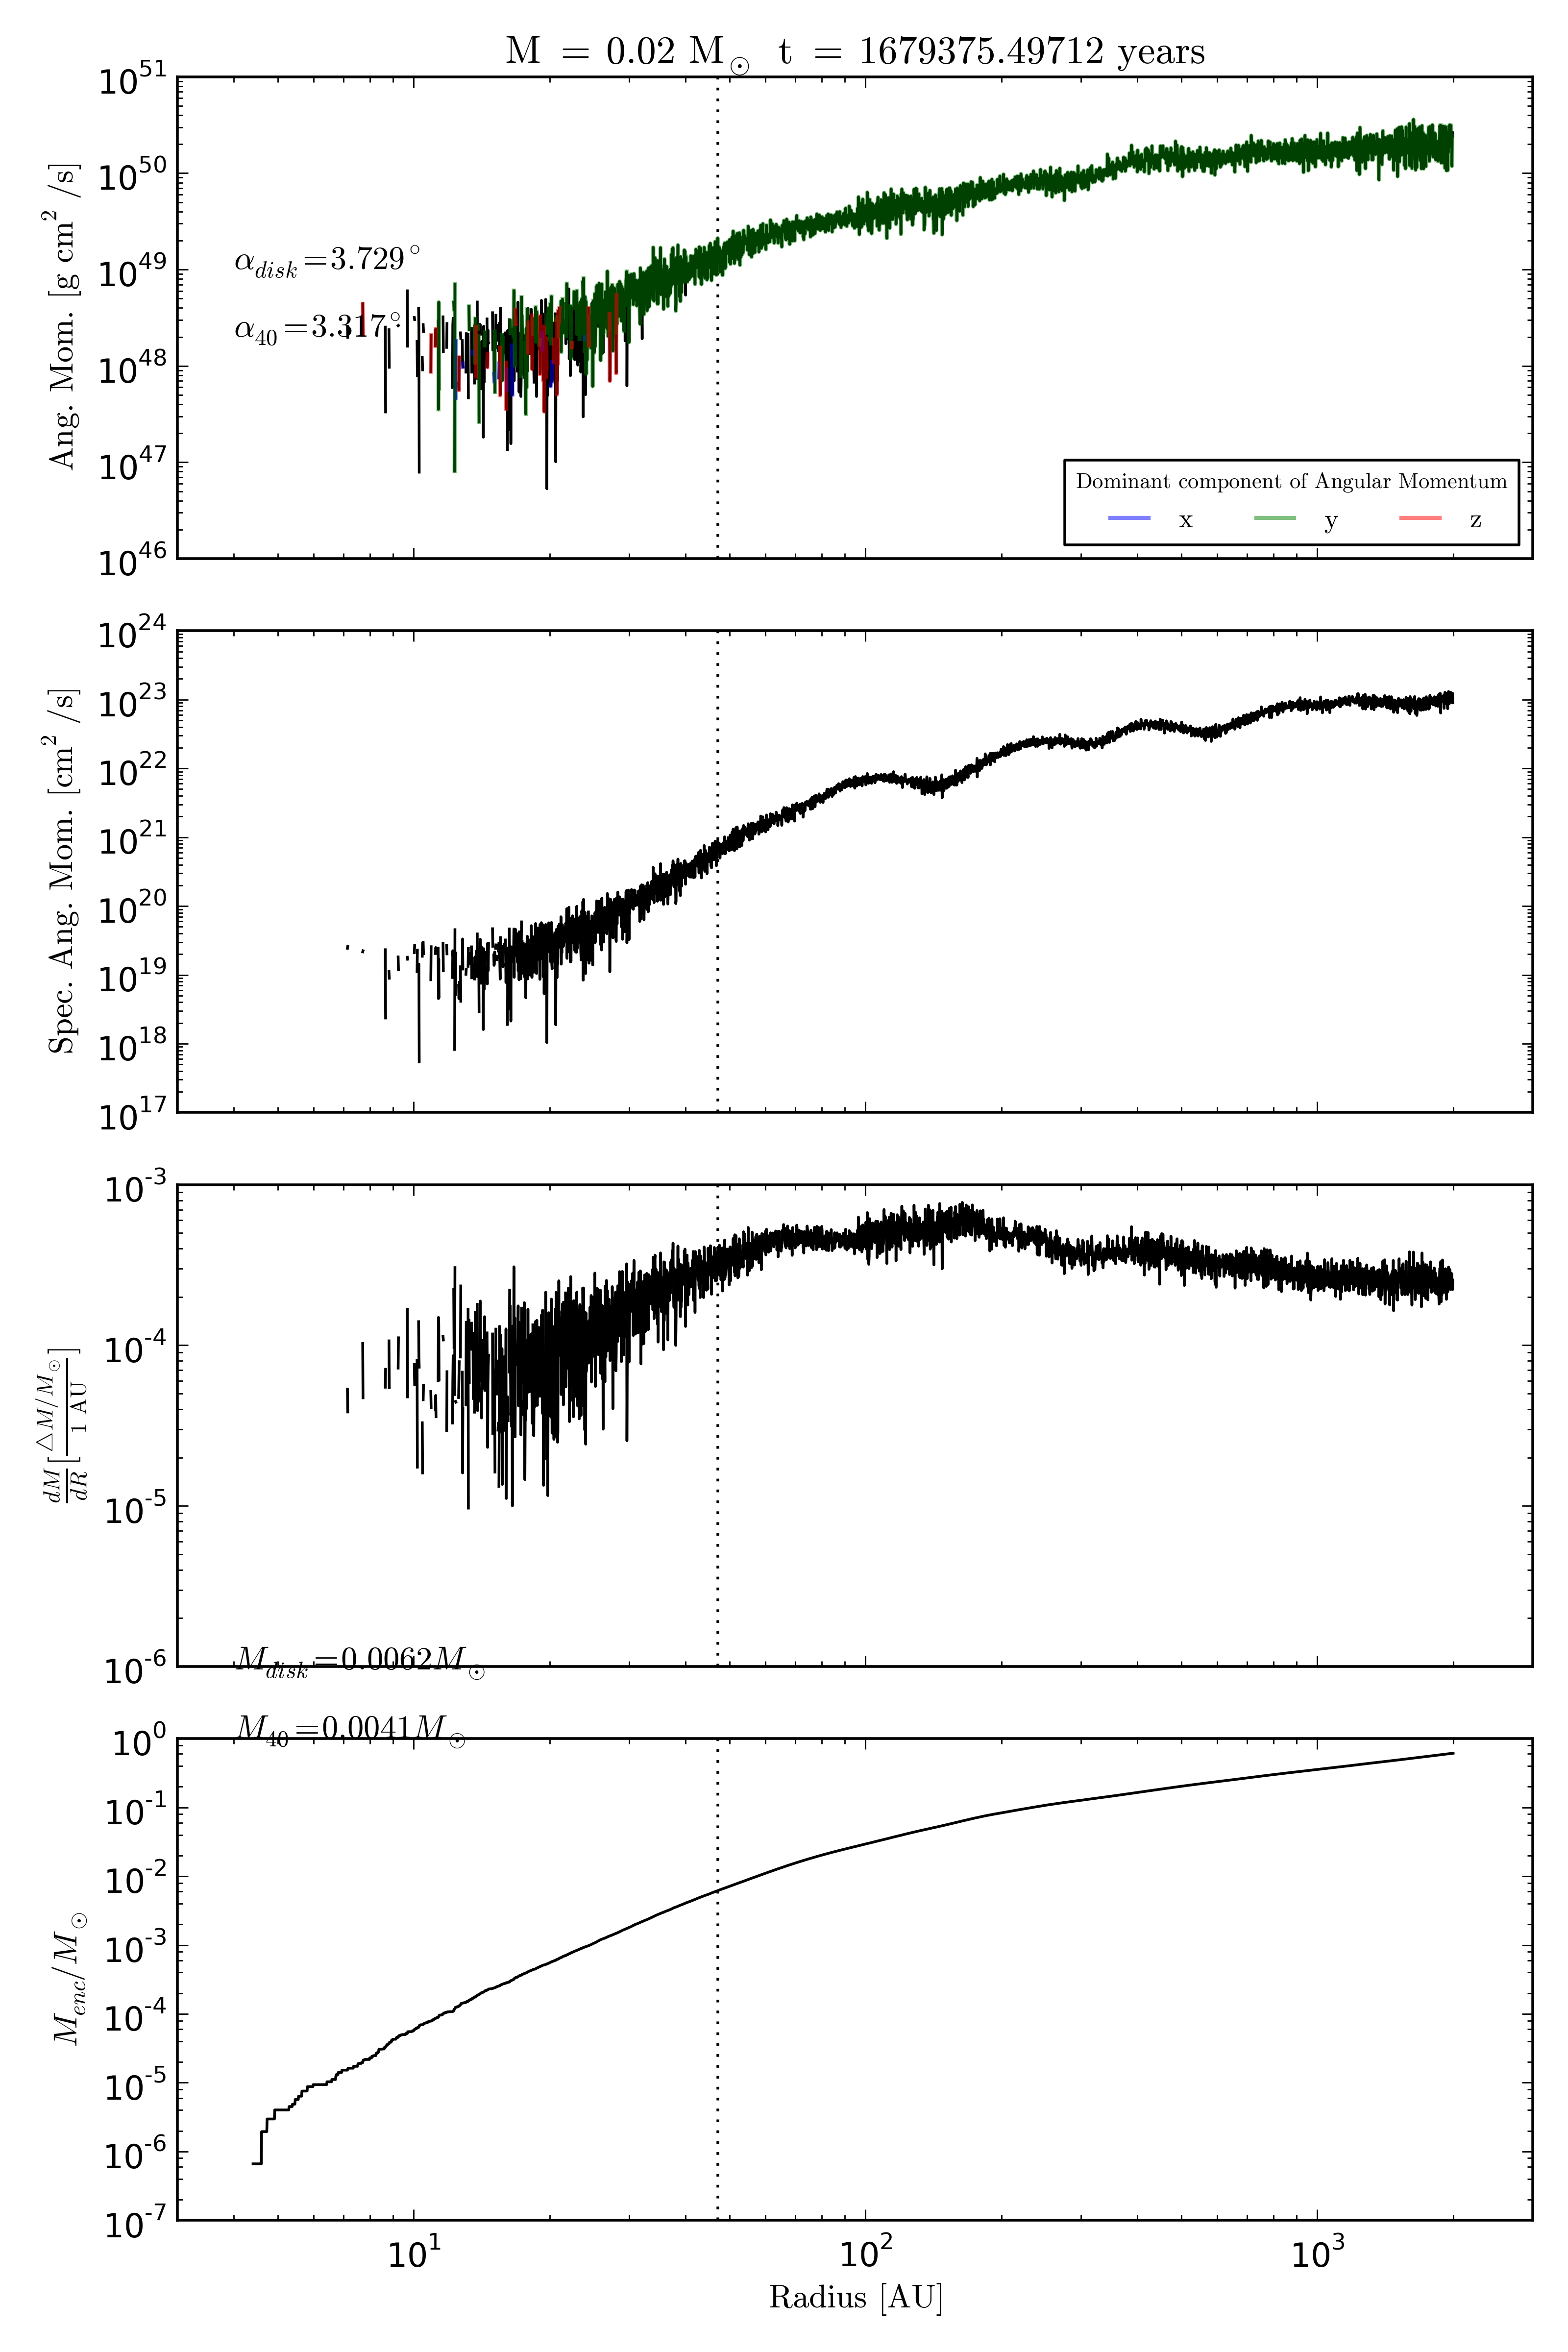 M = 0.02 M☉ t = 1679375.49712 years
10^51
10^50
10^49
10^48
10^47
10^46
Ang. Mom. [g cm^2 /s]
α_disk=3.729°
α_40=3.317°
Dominant component of Angular Momentum
x y z
10^24
10^23
10^22
10^21
10^20
10^19
10^18
10^17
Spec. Ang. Mom. [cm^2 /s]
10^-3
10^-4
10^-5
10^-6
dM/dR [△M/M☉ / 1 AU]
M_disk=0.0062M☉
M_40=0.0041M☉
10^0
10^-1
10^-2
10^-3
10^-4
10^-5
10^-6
10^-7
M_enc/M☉
10^1 10^2 10^3
Radius [AU]